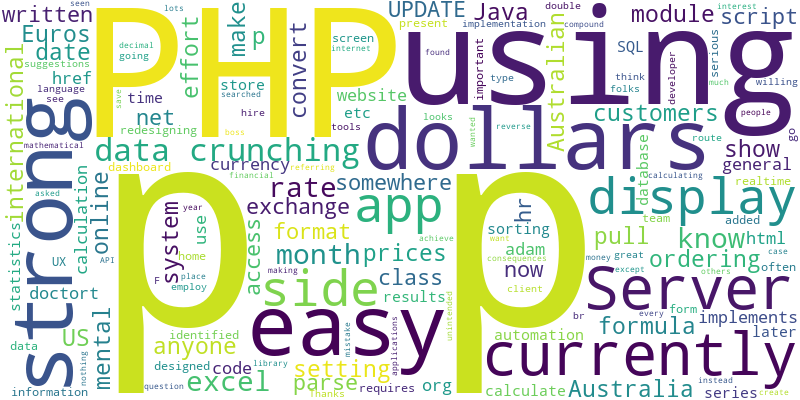 PHP
using
p p
dollars
strong
currently
Server
easy
display
side
app
data crunching
written
Euros
date
international
href
suggestions
language
see
mathematical
seen
lots
decimal
going
effort
make
p
screen
present
convert
store
searched
hire
tools
website
etc
UPDATE
Java
implementation
important
type
found
looks
wanted
reverse
double
compound
Australian
SQL
think
folks
module
serious
developer
script
interest
much
willing
people
go
customers
route
database
show
general
realtime
know
html
pull
team
added
ordering
often
implements
later
formula
Australia
series
instead
create
calculate
automation
form
money
except
every
great
others
case
br
hr
sorting
want
consequences
adam
now
client
somewhere
rate
exchange
currency
time
net
redesigning
dashboard
boss
save
internet
financial
referring
format
month
prices
class
results
access
use
system
year
home
place
employ
F
asked
online
calculation
statistics
UX
API
doctort
US
data
nothing
information
mental
identified
anyone
designed
code
excel
question
library
making
setting
parse
Thanks
requires
mistake
applications
org
unintended
achieve
calculating